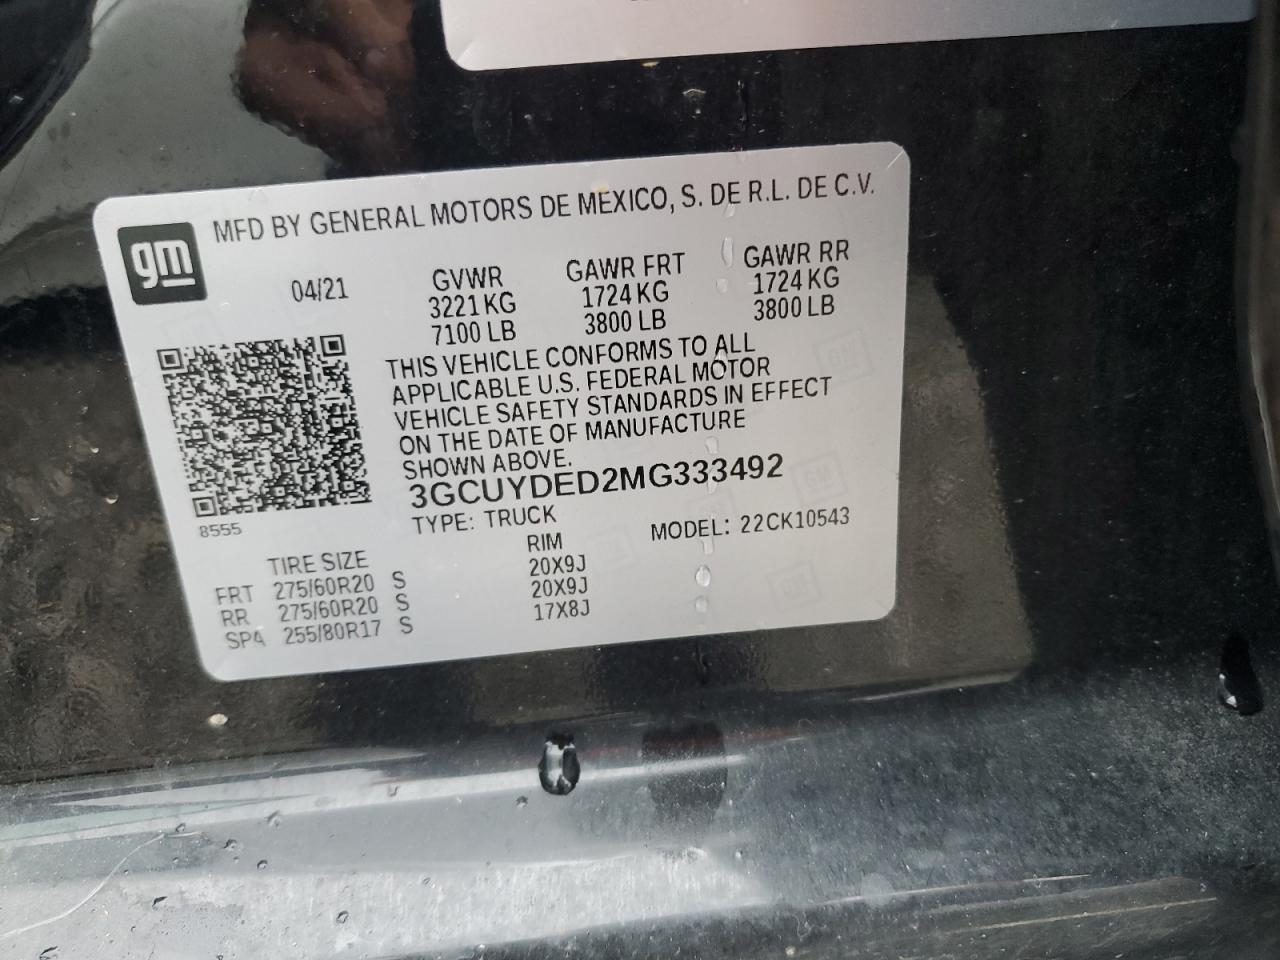 gm
MFD BY GENERAL MOTORS DE MEXICO, S. DE R.L. DE C.V.
04/21
GVWR GAWR FRT GAWR RR
3221 KG 1724 KG 1724 KG
7100 LB 3800 LB 3800 LB
THIS VEHICLE CONFORMS TO ALL
APPLICABLE U.S. FEDERAL MOTOR
VEHICLE SAFETY STANDARDS IN EFFECT
ON THE DATE OF MANUFACTURE
SHOWN ABOVE.
3GCUYDED2MG333492
8555
TYPE: TRUCK MODEL: 22CK10543
TIRE SIZE RIM
FRT 275/60R20 S 20X9J
RR 275/60R20 S 20X9J
SPA 255/80R17 S 17X8J